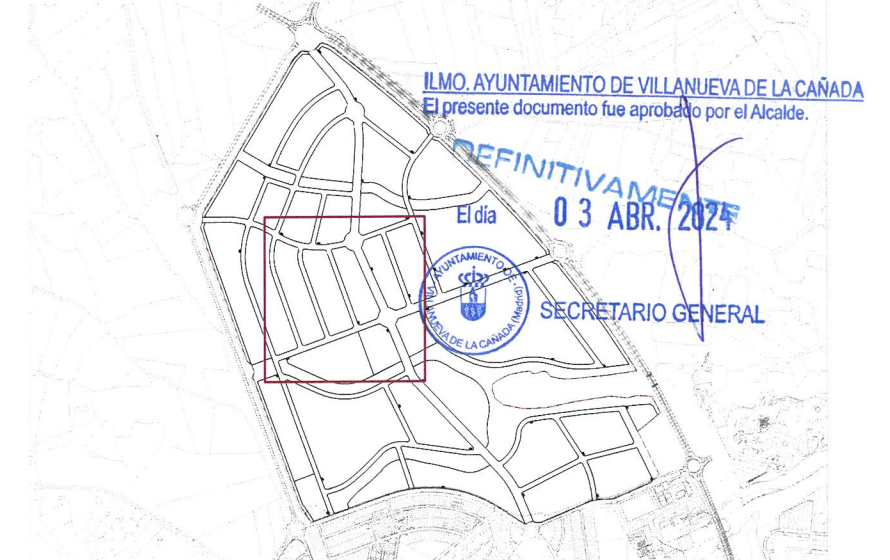 ILMO. AYUNTAMIENTO DE VILLANUEVA DE LA CAÑADA
El presente documento fue aprobado por el Alcalde.
DEFINITIVAMENTE
El día 03 ABR. 2024
AYUNTAMIENTO DE
VILLANUEVA DE LA CAÑADA (Madrid)
SECRETARIO GENERAL